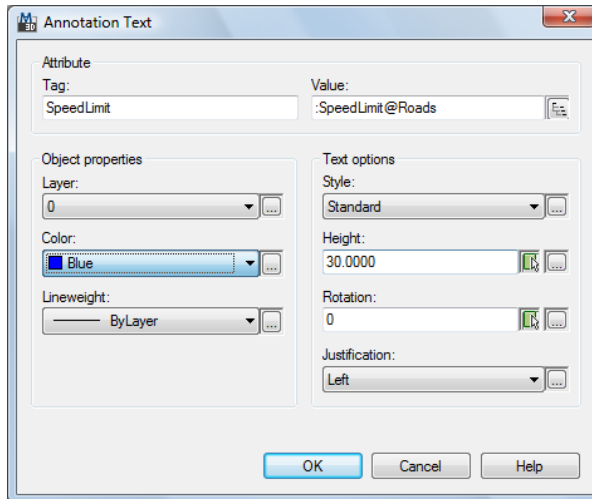 Annotation Text
Attribute
Tag: Value:
SpeedLimit :SpeedLimit@Roads
Object properties
Layer:
0
Color:
Blue
Lineweight:
ByLayer
Text options
Style:
Standard
Height:
30.0000
Rotation:
0
Justification:
Left
OK Cancel Help